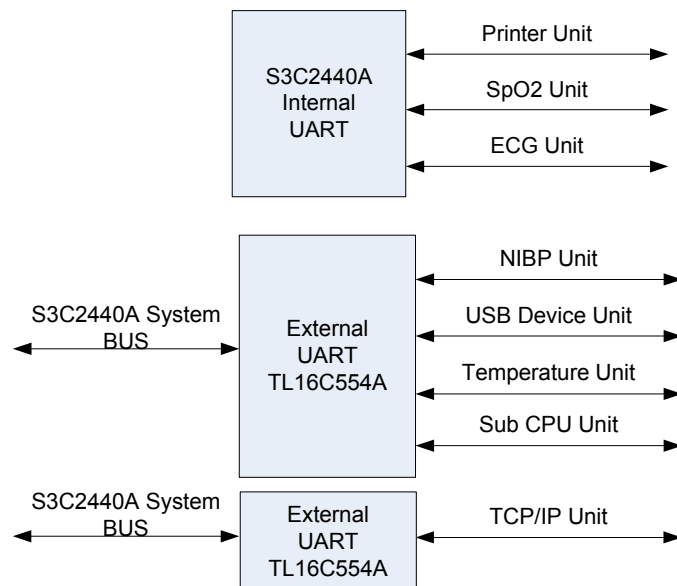 S3C2440A
Internal
UART
Printer Unit
SpO2 Unit
ECG Unit
S3C2440A System
BUS
External
UART
TL16C554A
NIBP Unit
USB Device Unit
Temperature Unit
Sub CPU Unit
S3C2440A System
BUS
External
UART
TL16C554A
TCP/IP Unit